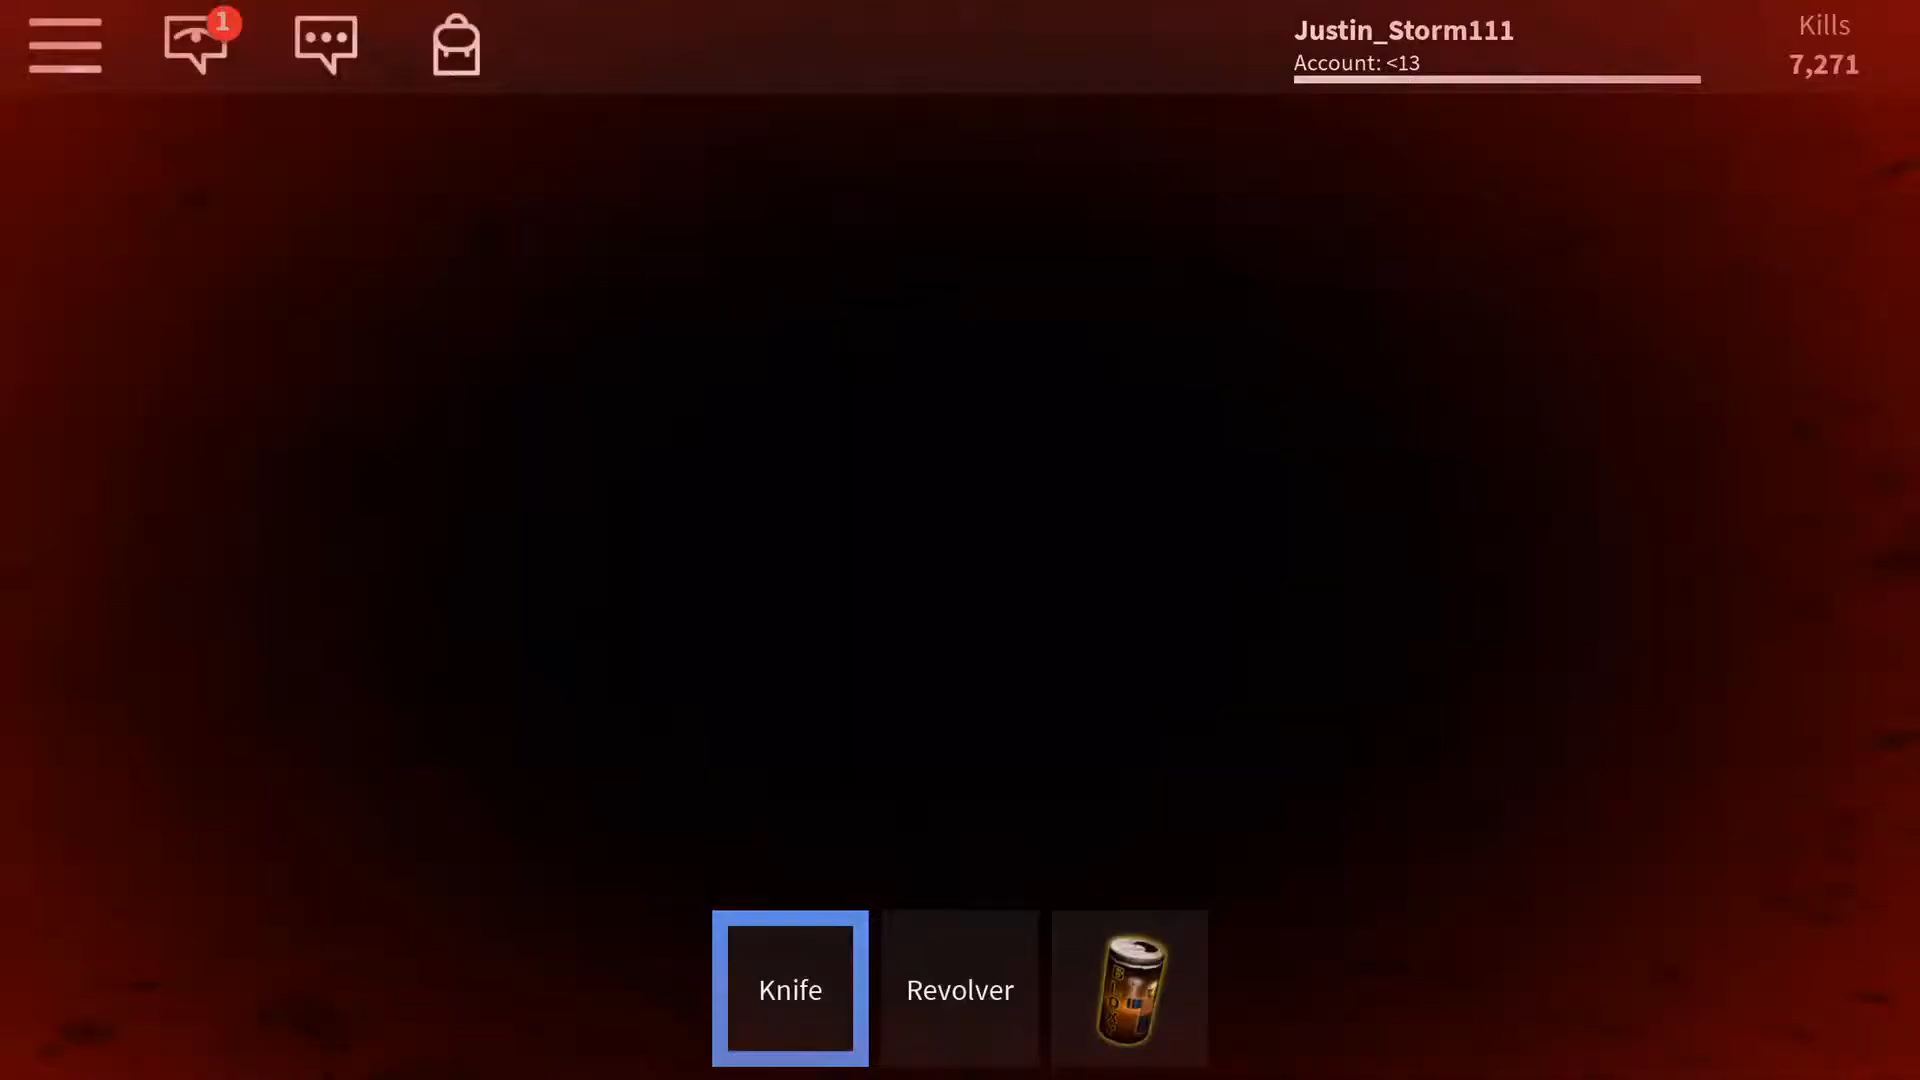 1
Justin_Storm111
Account: <13
Kills
7,271
Knife
Revolver